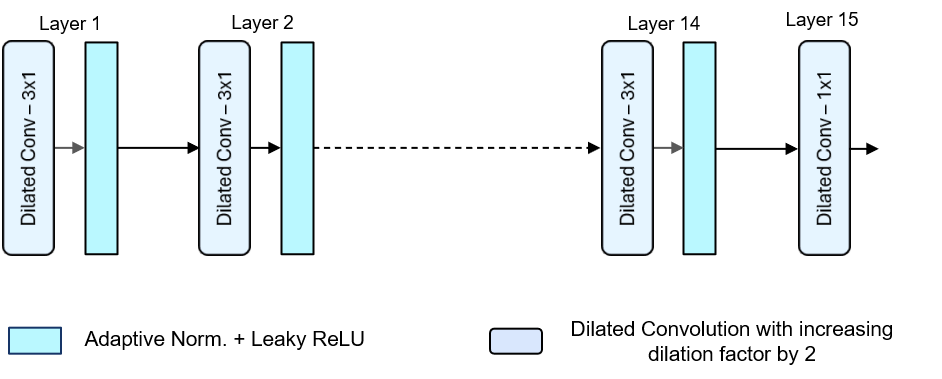 Layer 1
Layer 2
Layer 14
Layer 15
Dilated Conv – 3x1
Dilated Conv – 3x1
Dilated Conv – 3x1
Dilated Conv – 1x1
Adaptive Norm. + Leaky ReLU
Dilated Convolution with increasing
dilation factor by 2